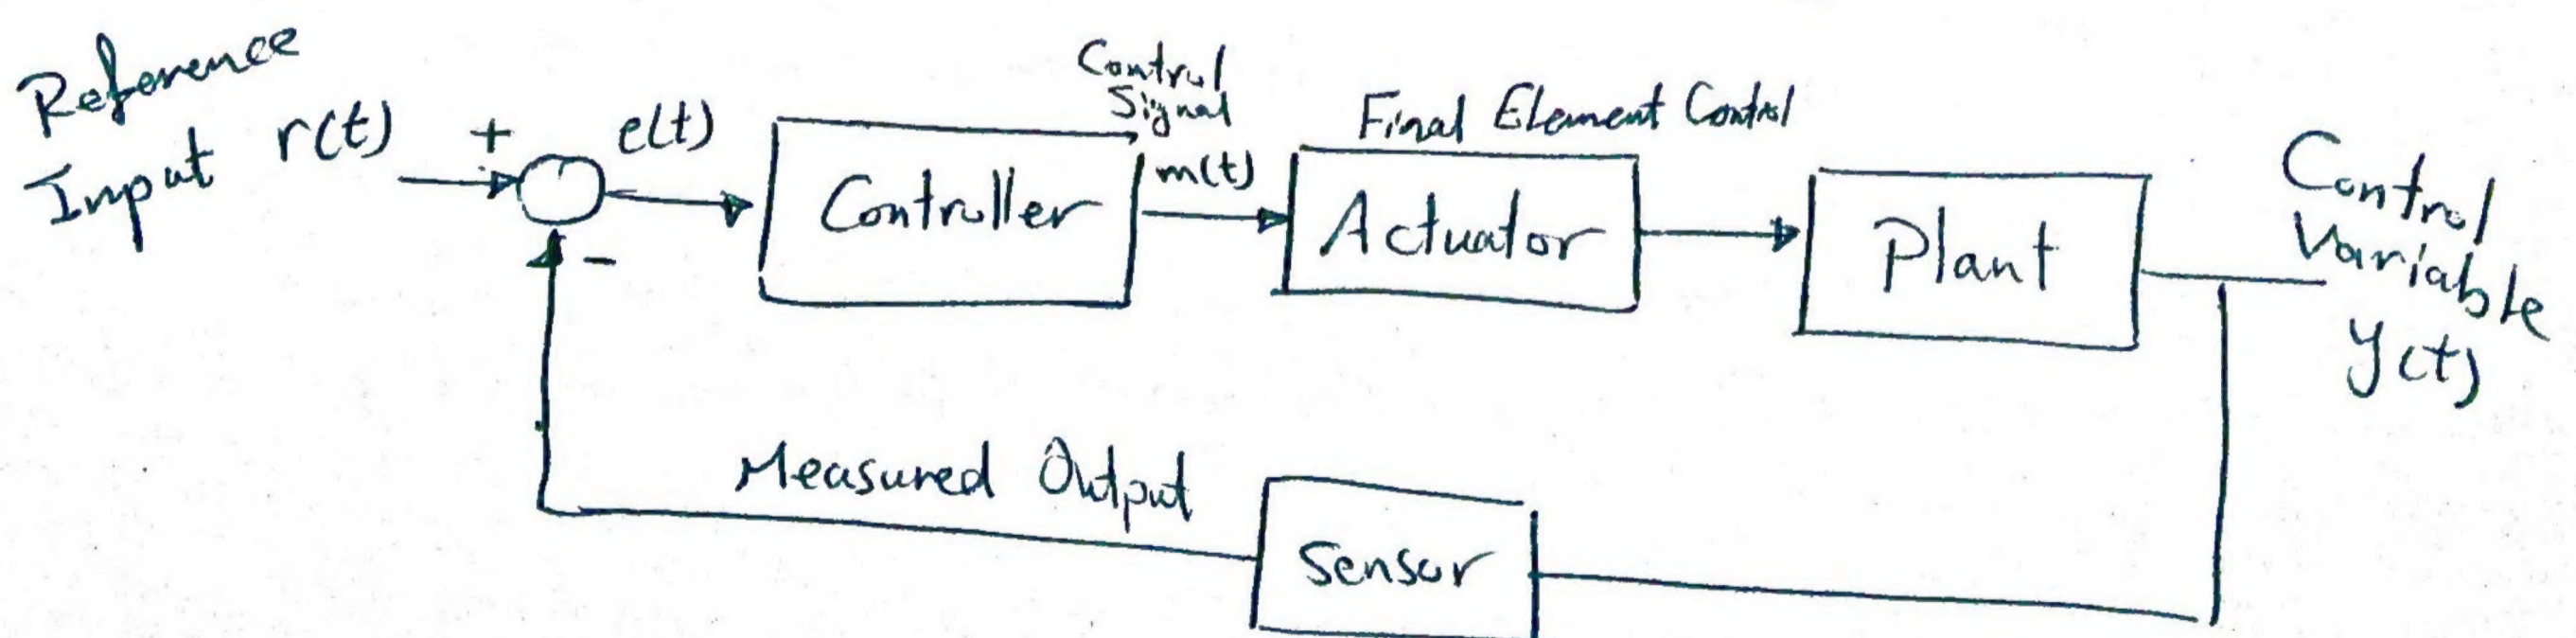 Reference
Input r(t)
+
e(t)
Controller
Control
Signal
m(t)
Final Element Control
Actuator
Plant
Control
Variable
y(t)
-
Measured Output
Sensor